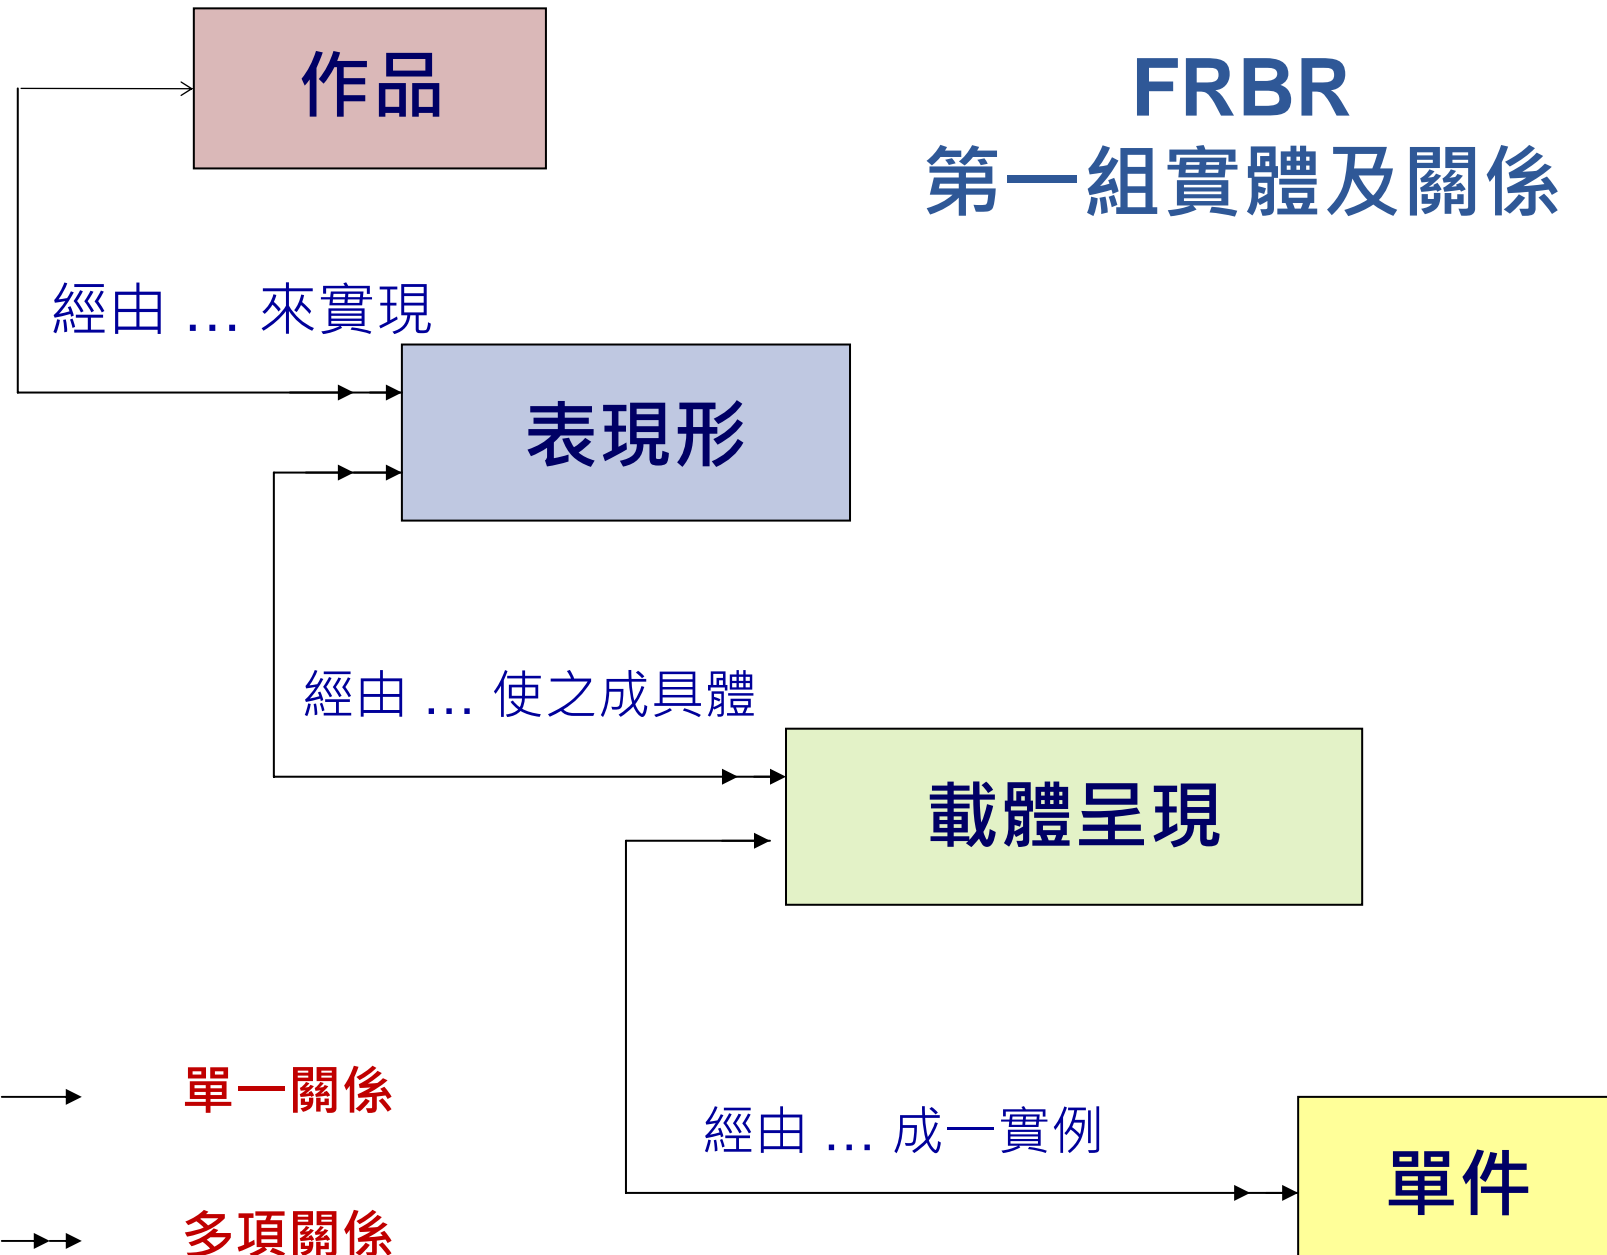 作品
FRBR
第一組實體及關係
經由 … 來實現
表現形
經由 … 使之成具體
載體呈現
單一關係
經由 … 成一實例
單件
多項關係